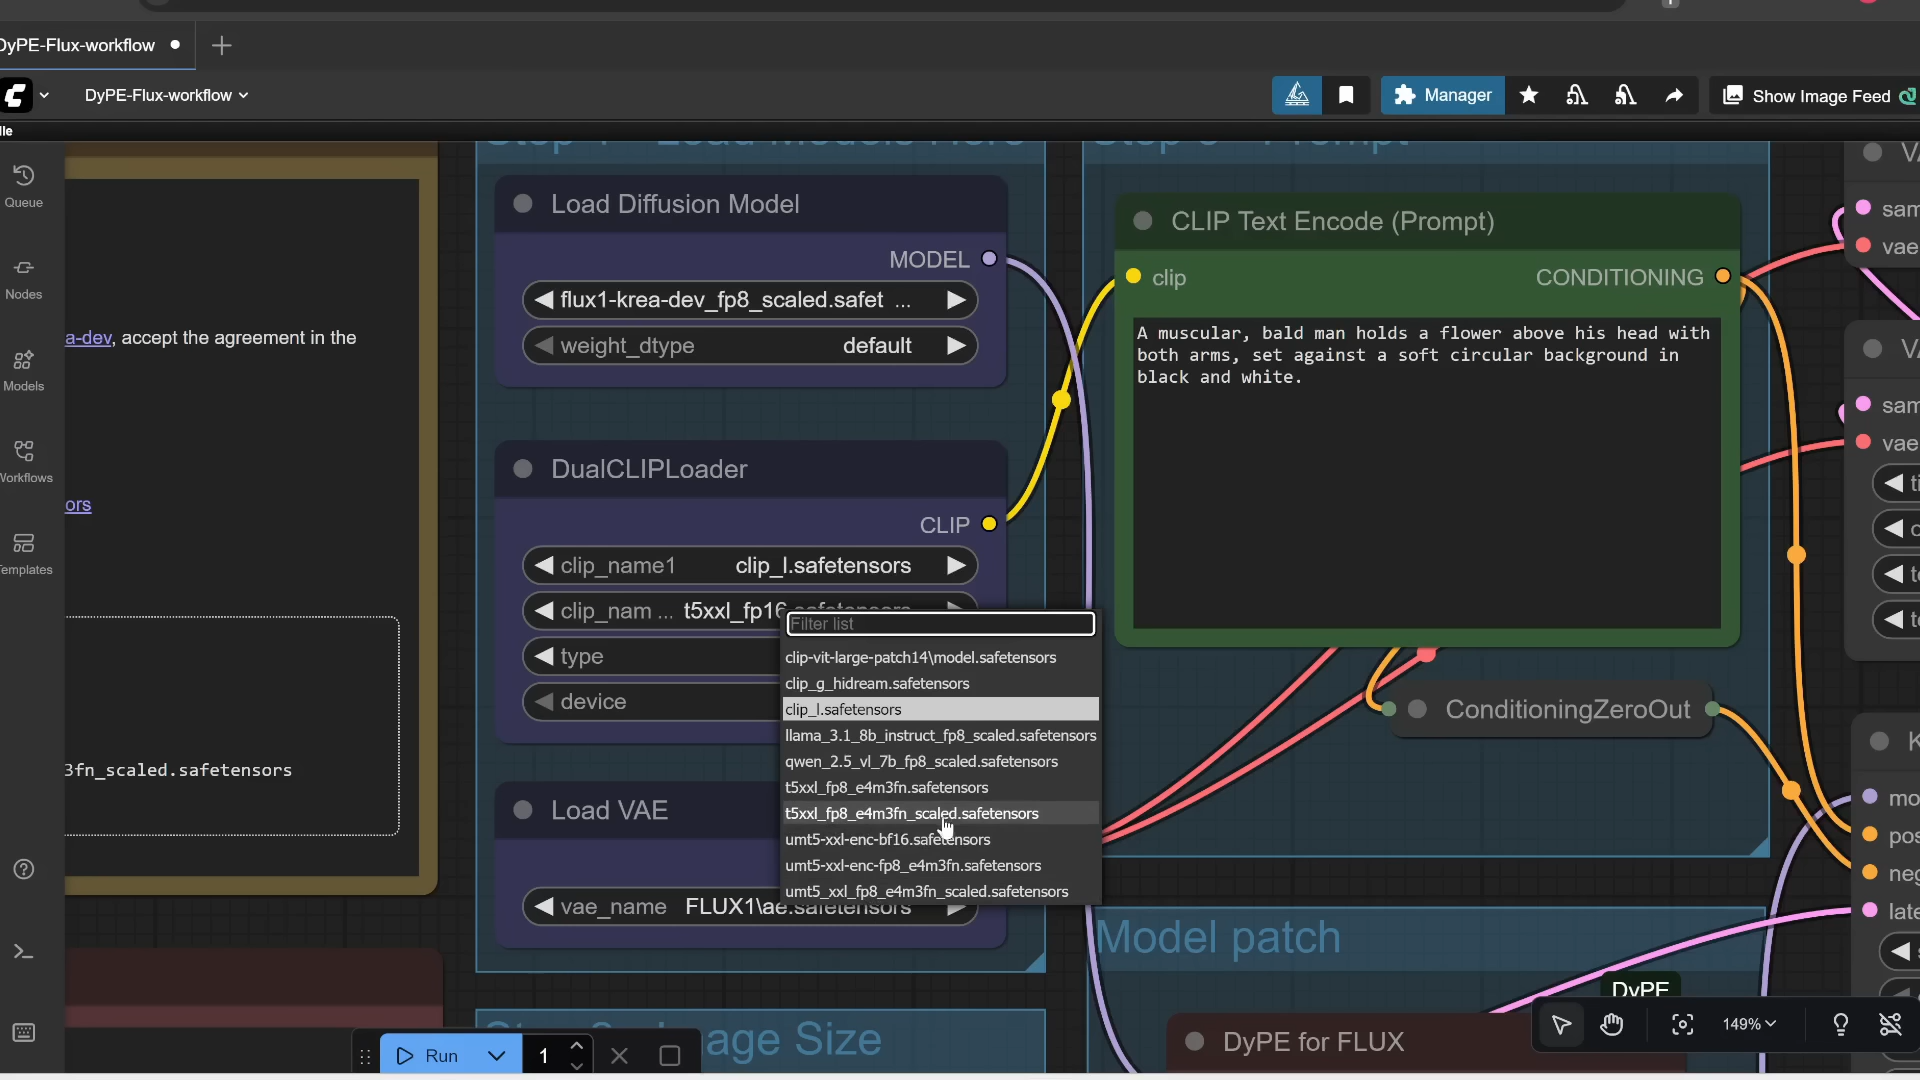 DyPE-Flux-workflow
DyPE-Flux-workflow
Manager
Show Image Feed
Queue
Nodes
Models
Workflows
Templates
a-dev, accept the agreement in the
ors
3fn_scaled.safetensors
Load Diffusion Model
MODEL
flux1-krea-dev_fp8_scaled.safet ...
weight_dtype default
DualCLIPLoader
CLIP
clip_name1 clip_l.safetensors
clip_nam ... t5xxl_fp16.safetensors
type
device
Filter list
clip-vit-large-patch14\model.safetensors
clip_g_hidream.safetensors
clip_l.safetensors
llama_3.1_8b_instruct_fp8_scaled.safetensors
qwen_2.5_vl_7b_fp8_scaled.safetensors
t5xxl_fp8_e4m3fn.safetensors
t5xxl_fp8_e4m3fn_scaled.safetensors
umt5-xxl-enc-bf16.safetensors
umt5-xxl-enc-fp8_e4m3fn.safetensors
umt5_xxl_fp8_e4m3fn_scaled.safetensors
Load VAE
vae_name FLUX1\ae.safetensors
Step 3 - Prompt
CLIP Text Encode (Prompt)
clip CONDITIONING
A muscular, bald man holds a flower above his head with
both arms, set against a soft circular background in
black and white.
ConditioningZeroOut
Model patch
DyPE
DyPE for FLUX
sam
vae
sam
vae
mo
pos
neg
late
Image Size
Run
1
149%